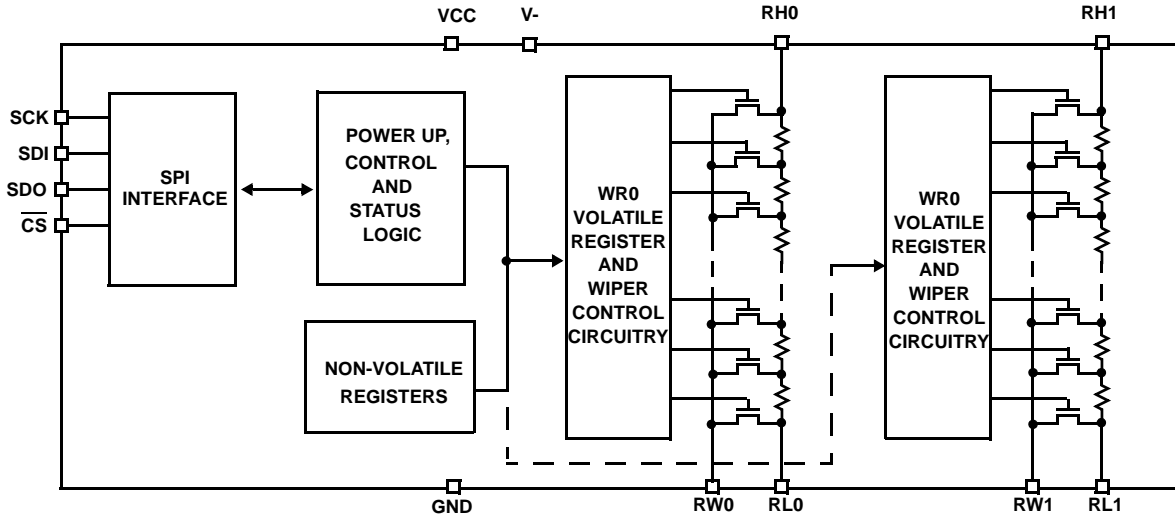 VCC
V-
RH0
RH1
SCK
SDI
SDO
CS
SPI
INTERFACE
POWER UP,
CONTROL
AND
STATUS
LOGIC
NON-VOLATILE
REGISTERS
WR0
VOLATILE
REGISTER
AND
WIPER
CONTROL
CIRCUITRY
WR0
VOLATILE
REGISTER
AND
WIPER
CONTROL
CIRCUITRY
GND
RW0
RL0
RW1
RL1